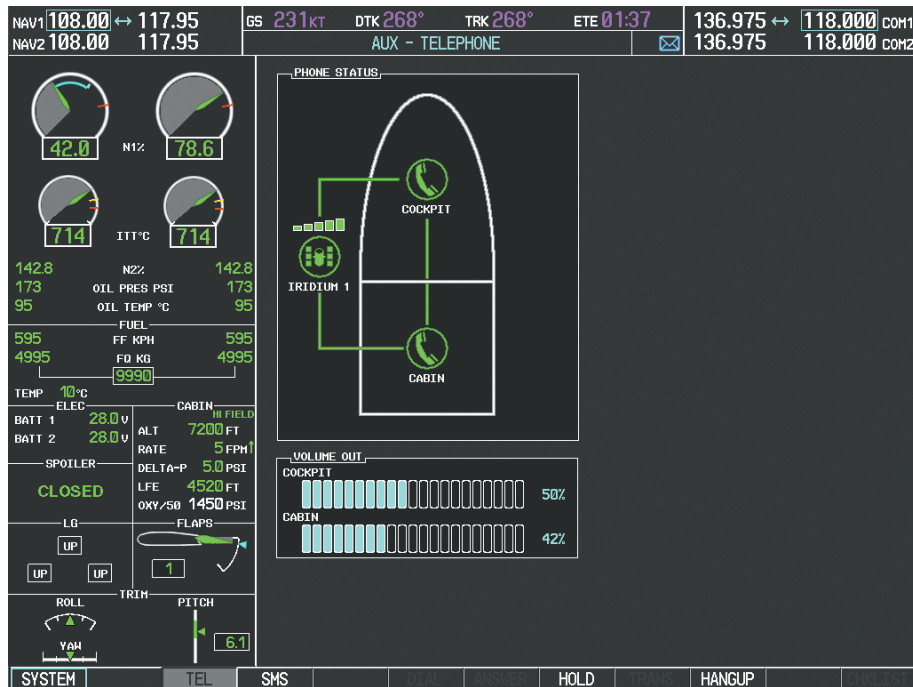 NAV1 108.00 ↔ 117.95 GS 231KT DTK 268° TRK 268° ETE 01:37 136.975 ↔ 118.000 COM1
NAV2 108.00 117.95 AUX - TELEPHONE 136.975 118.000 COM2
42.0 N1% 78.6
714 ITT°C 714
142.8 N2% 142.8
173 OIL PRES PSI 173
95 OIL TEMP °C 95
FUEL
595 FF KPH 595
4995 FQ KG 4995
9990
TEMP 10°C
ELEC
BATT 1 28.0 V
BATT 2 28.0 V
CABIN
HI FIELD
ALT 7200 FT
RATE 5 FPM↑
DELTA-P 5.0 PSI
LFE 4520 FT
OXY/50 1450 PSI
SPOILER
CLOSED
LG
UP
UP UP
FLAPS
1
TRIM
ROLL PITCH
YAW
6.1
PHONE STATUS
COCKPIT
IRIDIUM 1
CABIN
VOLUME OUT
COCKPIT
50%
CABIN
42%
SYSTEM TEL SMS DIAL ANSWER HOLD TRANS HANGUP CHKLIST